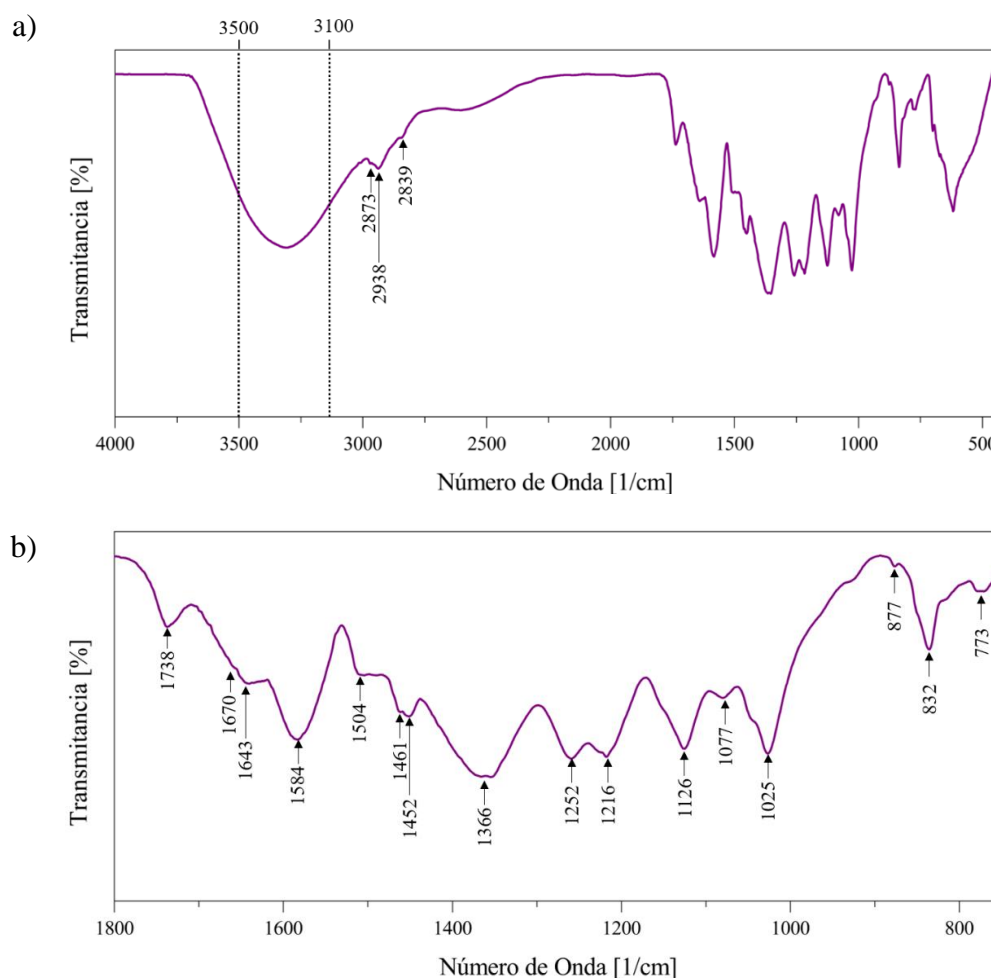 a)
3500 3100
Transmitancia [%]
2873
2938
2839
4000 3500 3000 2500 2000 1500 1000 500
Número de Onda [1/cm]
b)
Transmitancia [%]
1738
1670
1643
1584
1504
1461
1452
1366
1252
1216
1126
1077
1025
877
832
773
1800 1600 1400 1200 1000 800
Número de Onda [1/cm]